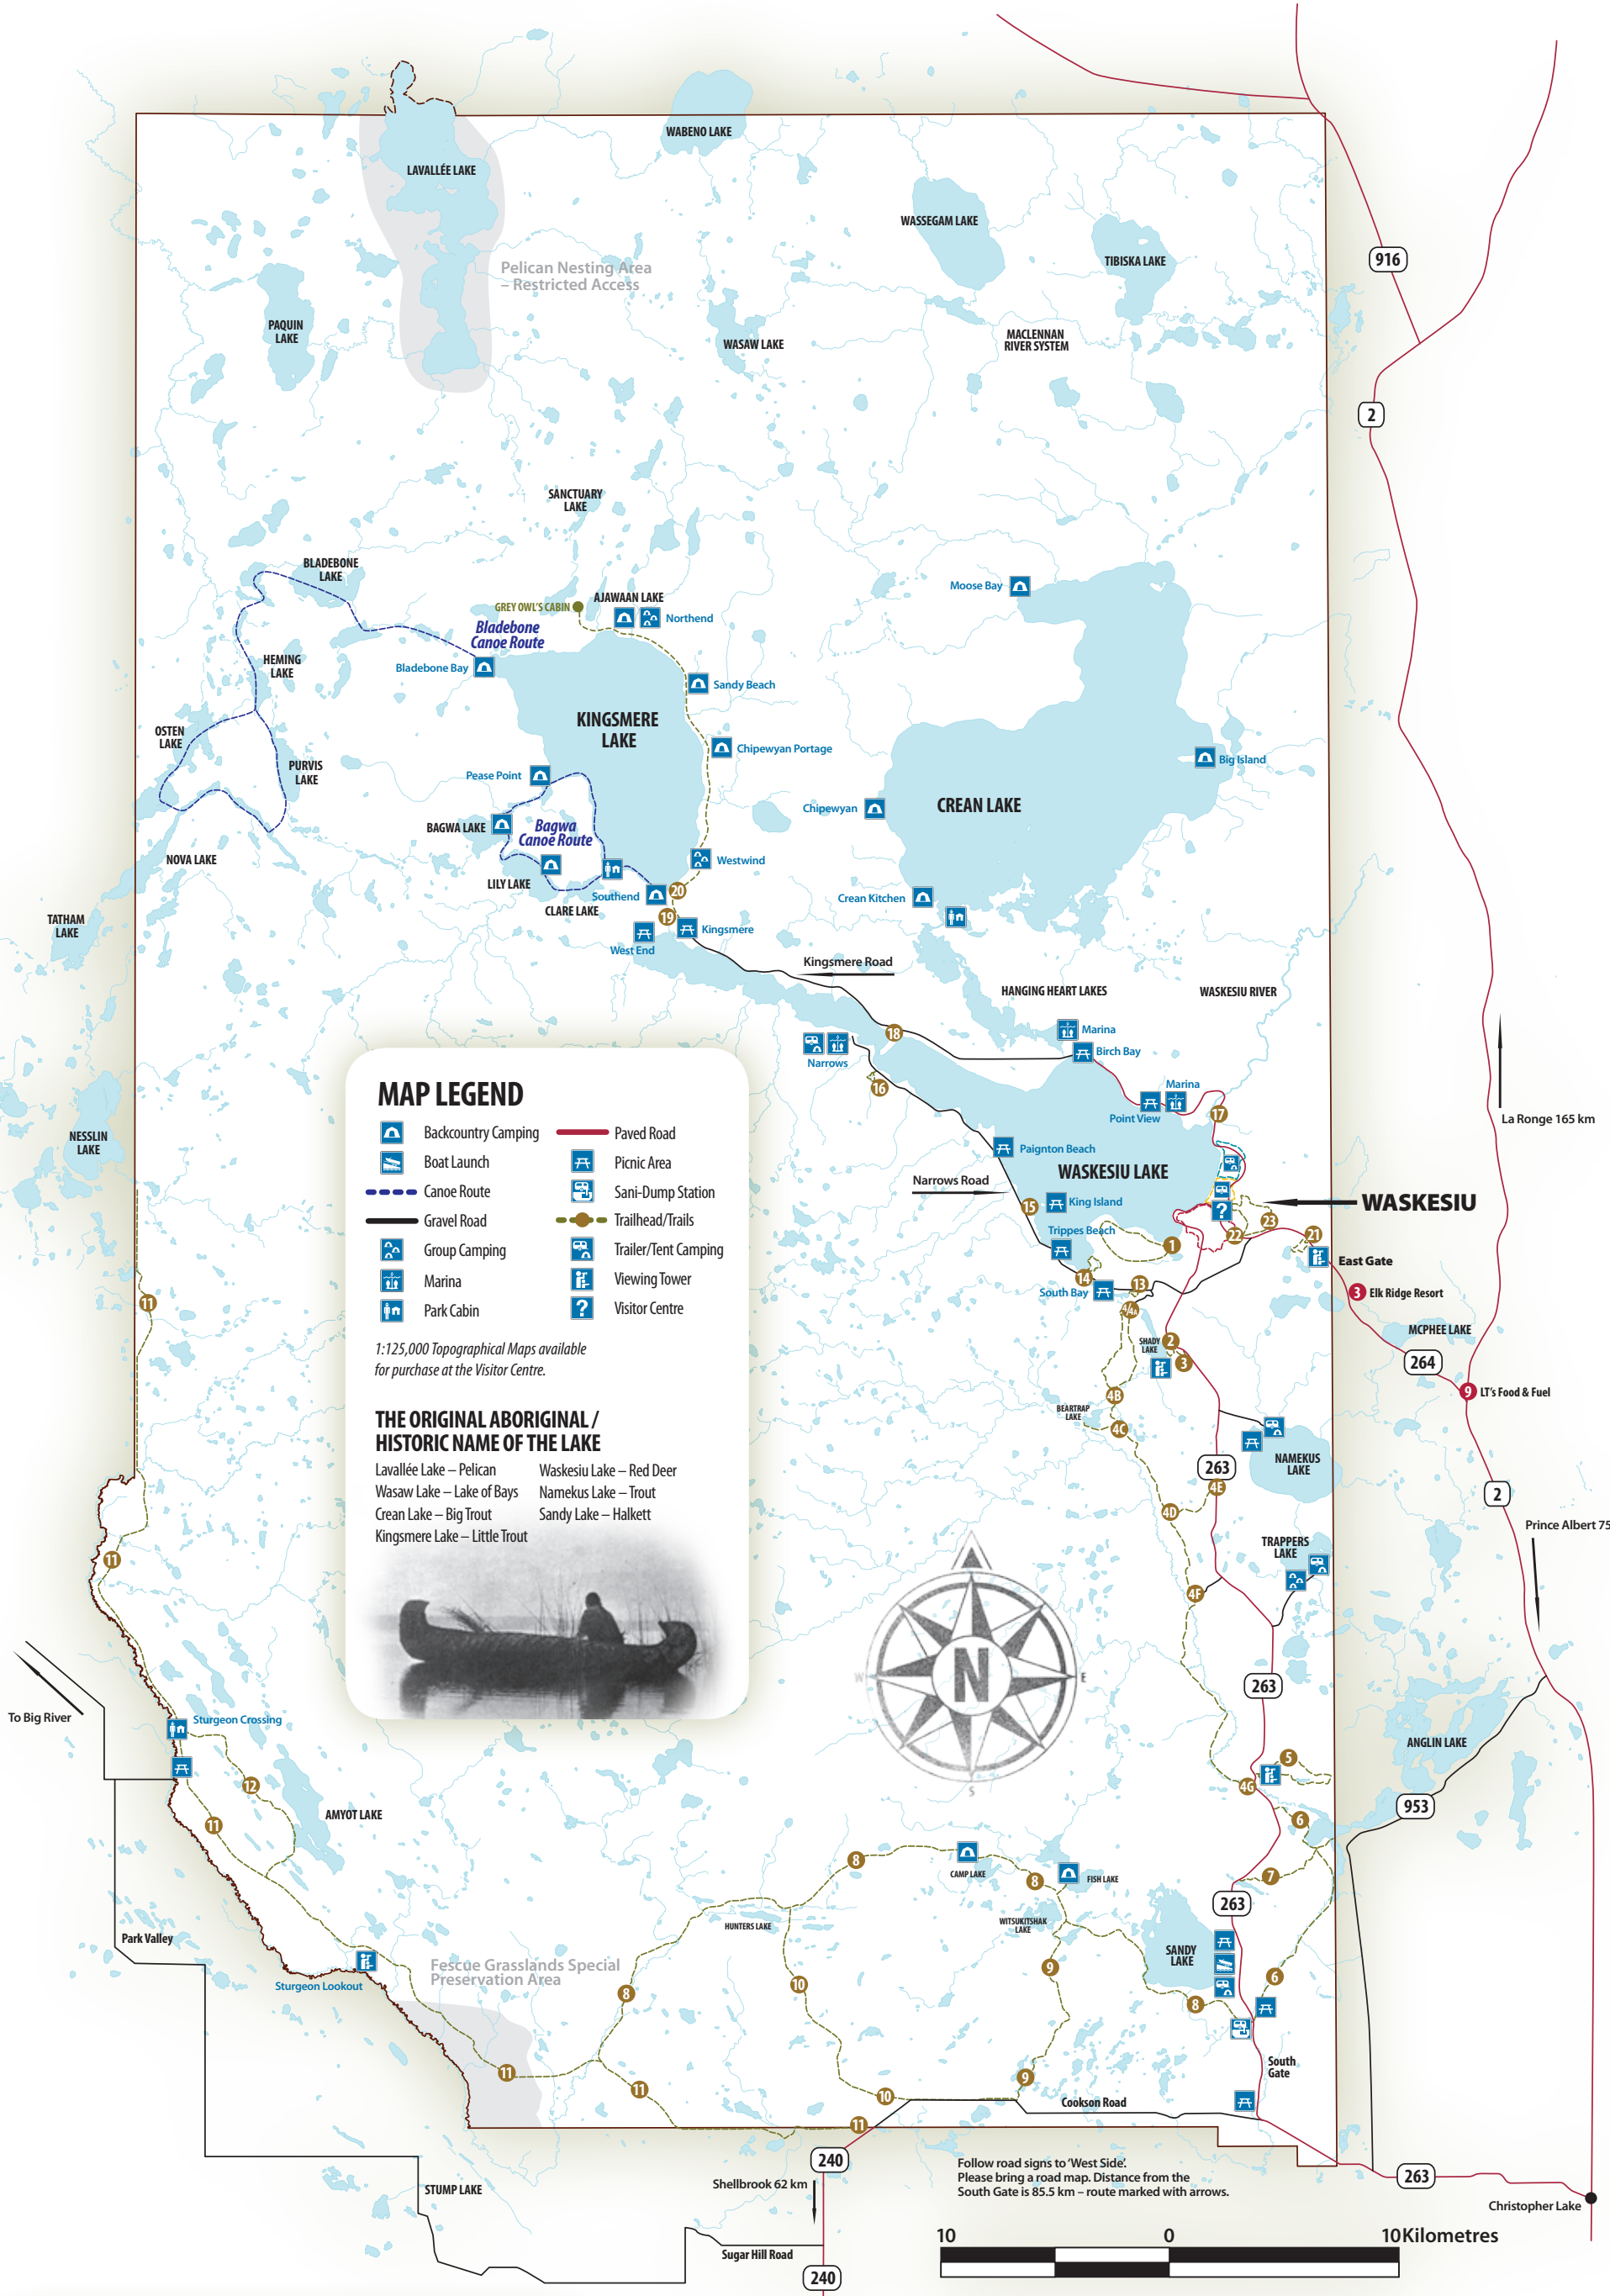 WABENO LAKE
LAVALLÉE LAKE
WASSEGAM LAKE
TIBISKA LAKE
916
Pelican Nesting Area
– Restricted Access
PAQUIN
LAKE
WASAW LAKE
MACLENNAN
RIVER SYSTEM
2
SANCTUARY
LAKE
BLADEBONE
LAKE
Moose Bay
GREY OWL'S CABIN
AJAWAAN LAKE
Northend
Bladebone
Canoe Route
Bladebone Bay
HEMING
LAKE
Sandy Beach
KINGSMERE
LAKE
OSTEN
LAKE
Chipewyan Portage
Big Island
PURVIS
LAKE
Pease Point
Chipewyan
CREAN LAKE
BAGWA LAKE
Bagwa
Canoe Route
NOVA LAKE
Westwind
LILY LAKE
Southend
20
Crean Kitchen
CLARE LAKE
19
TATHAM
LAKE
Kingsmere
West End
Kingsmere Road
HANGING HEART LAKES
WASKESIU RIVER
18
Marina
Birch Bay
Narrows
16
Marina
Point View
17
La Ronge 165 km
NESSLIN
LAKE
Paignton Beach
WASKESIU LAKE
Narrows Road
King Island
15
?
WASKESIU
Trippes Beach
23
22
21
1
East Gate
14
13
South Bay
3
Elk Ridge Resort
4/4A
SHADY
LAKE
2
3
MCPHEE LAKE
264
4B
BEARTRAP
LAKE
4C
9
LT's Food & Fuel
263
NAMEKUS
LAKE
4E
2
4D
Prince Albert 75
TRAPPERS
LAKE
4F
MAP LEGEND
Backcountry Camping
Paved Road
Boat Launch
Picnic Area
Canoe Route
Sani-Dump Station
Gravel Road
Trailhead/Trails
Group Camping
Trailer/Tent Camping
Marina
Viewing Tower
Park Cabin
?
Visitor Centre
1:125,000 Topographical Maps available
for purchase at the Visitor Centre.
THE ORIGINAL ABORIGINAL /
HISTORIC NAME OF THE LAKE
Lavallée Lake – Pelican
Wasaw Lake – Lake of Bays
Crean Lake – Big Trout
Kingsmere Lake – Little Trout
Waskesiu Lake – Red Deer
Namekus Lake – Trout
Sandy Lake – Halkett
11
11
W
N
E
S
263
To Big River
Sturgeon Crossing
ANGLIN LAKE
5
4G
12
11
AMYOT LAKE
953
6
8
CAMP LAKE
8
FISH LAKE
7
263
HUNTERS LAKE
WITSUKITSHAK
LAKE
Park Valley
SANDY
LAKE
Fescue Grasslands Special
Preservation Area
9
6
Sturgeon Lookout
8
10
8
South
Gate
11
11
9
10
Cookson Road
11
240
Follow road signs to 'West Side'.
Please bring a road map. Distance from the
South Gate is 85.5 km – route marked with arrows.
263
Shellbrook 62 km
STUMP LAKE
Christopher Lake
10
0
10 Kilometres
Sugar Hill Road
240